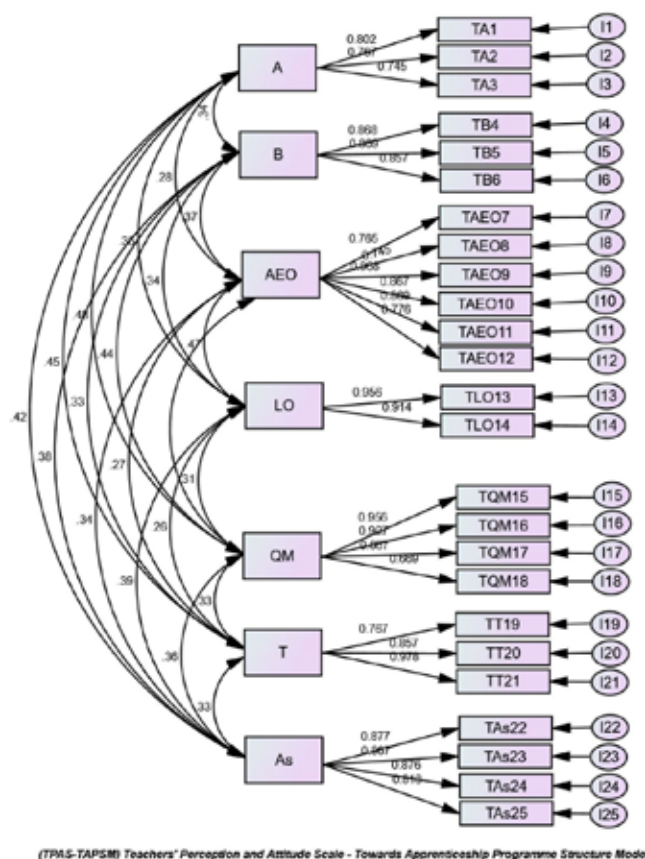 0.802
TA1
I1
0.767
TA2
I2
A
0.745
TA3
I3
0.868
TB4
I4
B
TB5
I5
0.857
TB6
I6
.28
.37
0.765
TAEO7
I7
TAEO8
I8
AEO
TAEO9
I9
0.867
TAEO10
I10
TAEO11
I11
0.776
TAEO12
I12
.34
.44
.45
.33
.42
LO
0.956
TLO13
I13
0.914
TLO14
I14
.38
.27
.31
.34
.26
0.956
TQM15
I15
TQM16
I16
QM
TQM17
I17
0.669
TQM18
I18
.39
.33
0.767
TT19
I19
T
0.857
TT20
I20
0.978
TT21
I21
.36
.33
0.877
TAs22
I22
As
TAs23
I23
0.876
TAs24
I24
TAs25
I25
(TPAS-TAPSM) Teachers' Perception and Attitude Scale - Towards Apprenticeship Programme Structure Mode